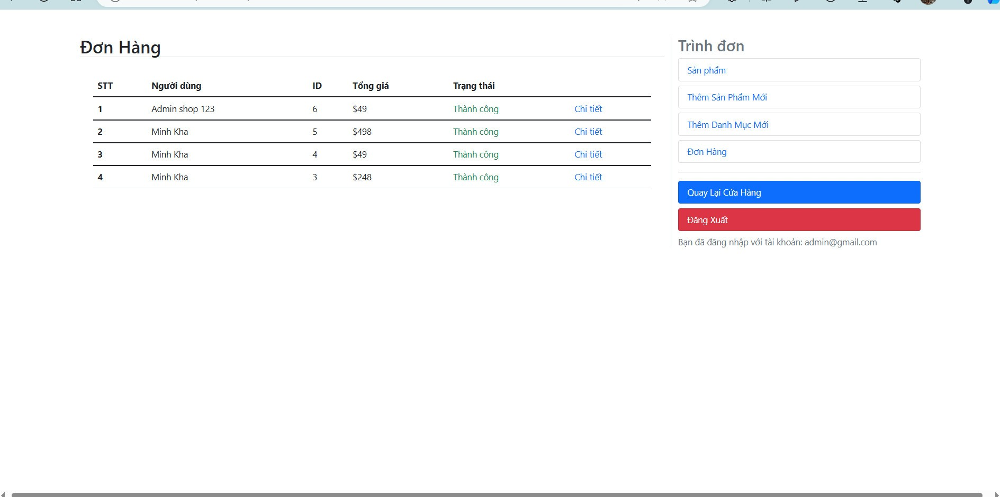 Đơn Hàng
STT Người dùng ID Tổng giá Trạng thái
1 Admin shop 123 6 $49 Thành công Chi tiết
2 Minh Kha 5 $498 Thành công Chi tiết
3 Minh Kha 4 $49 Thành công Chi tiết
4 Minh Kha 3 $248 Thành công Chi tiết
Trình đơn
Sản phẩm
Thêm Sản Phẩm Mới
Thêm Danh Mục Mới
Đơn Hàng
Quay Lại Cửa Hàng
Đăng Xuất
Bạn đã đăng nhập với tài khoản: admin@gmail.com